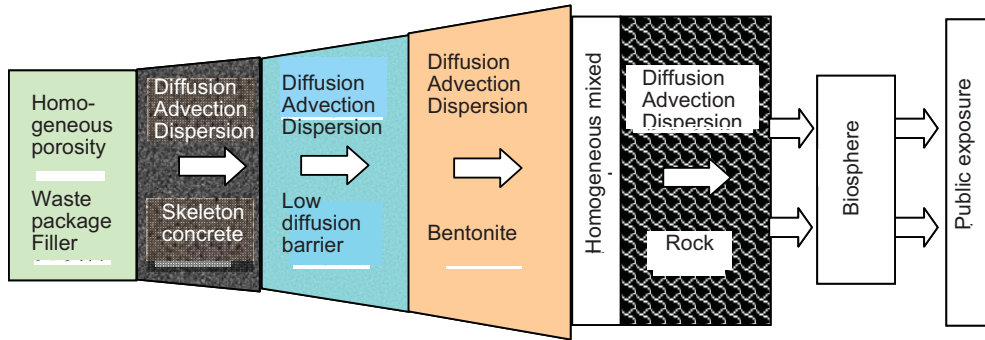 Homo-
geneous
porosity
Waste
package
Filler
Diffusion
Advection
Dispersion
Skeleton
concrete
Diffusion
Advection
Dispersion
Low
diffusion
barrier
Diffusion
Advection
Dispersion
Bentonite
Homogeneous mixed
Diffusion
Advection
Dispersion
Rock
Biosphere
Public exposure